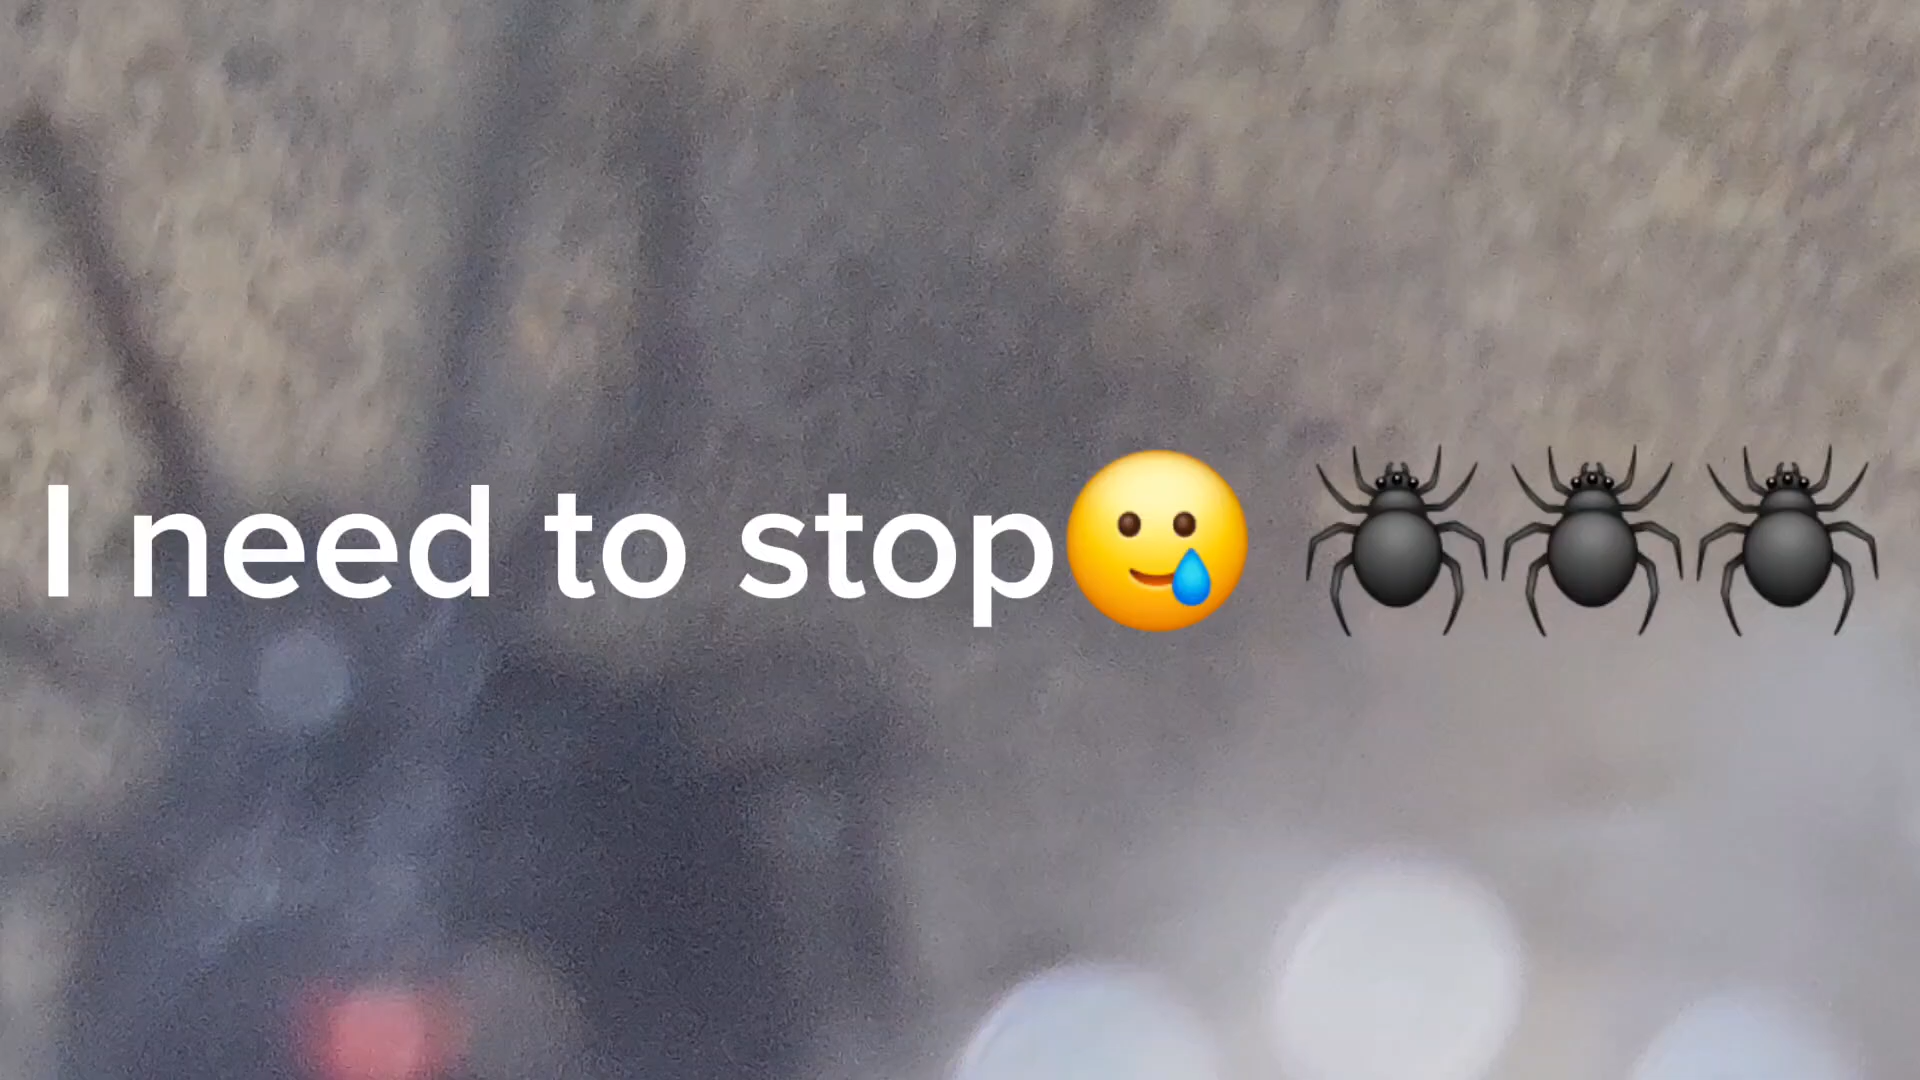 I need to stop🥲 🕷🕷🕷